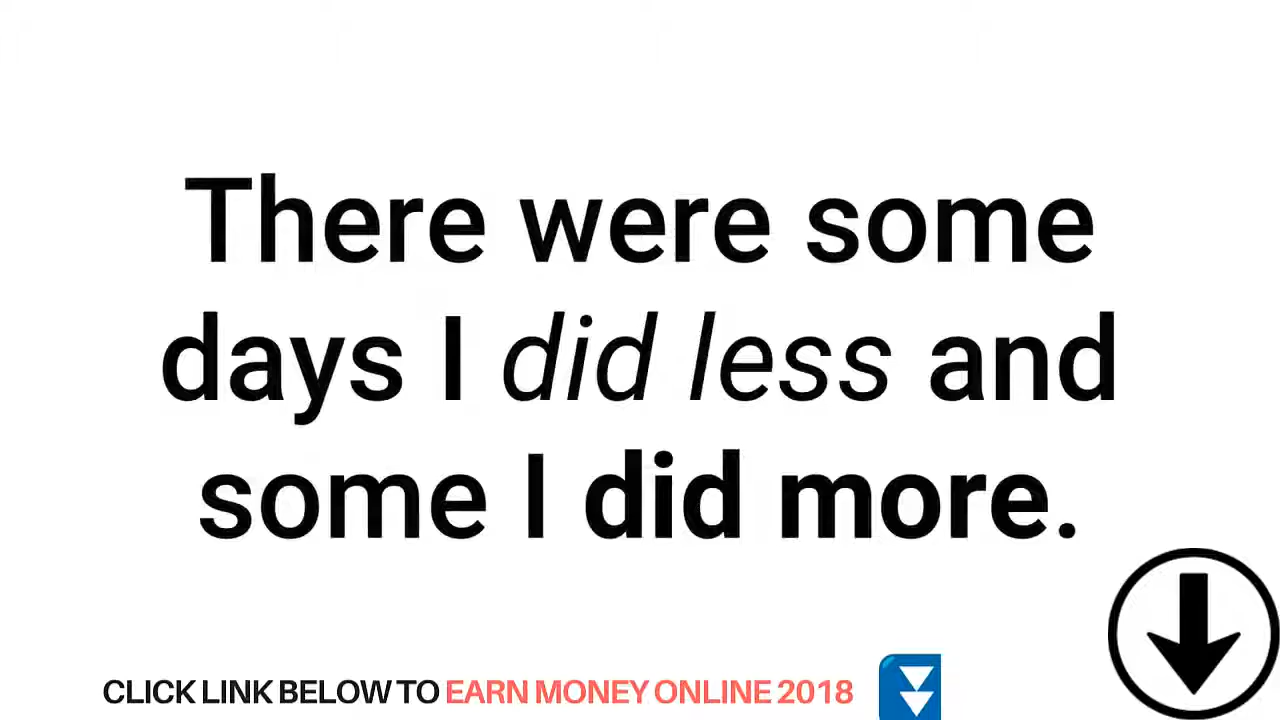 There were some
days I did less and
some I did more.
CLICK LINK BELOW TO EARN MONEY ONLINE 2018